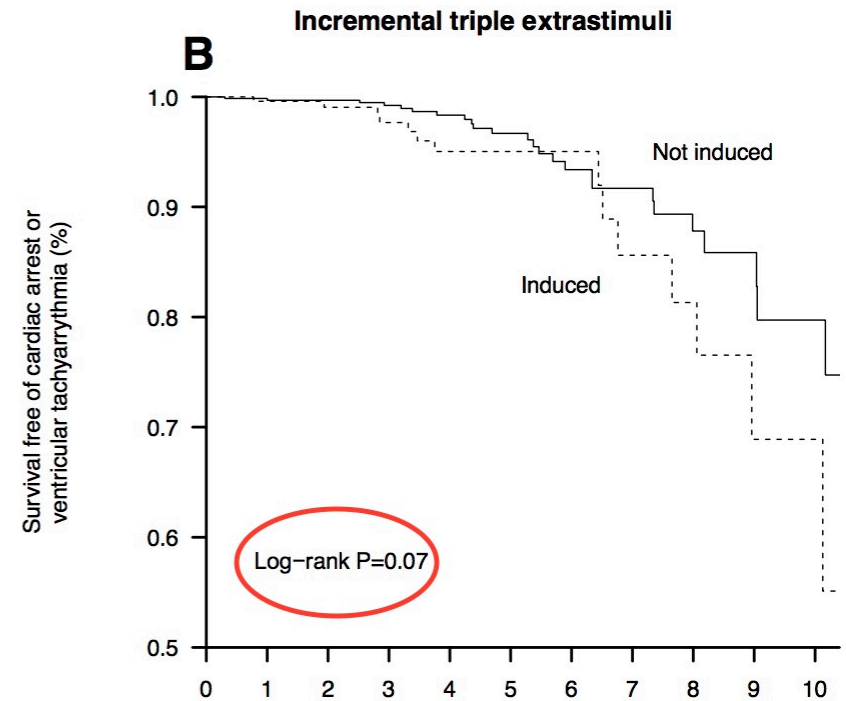 Incremental triple extrastimuli
B
Survival free of cardiac arrest or
ventricular tachyarrythmia (%)
1.0
0.9
0.8
0.7
0.6
0.5
Not induced
Induced
Log−rank P=0.07
0 1 2 3 4 5 6 7 8 9 10